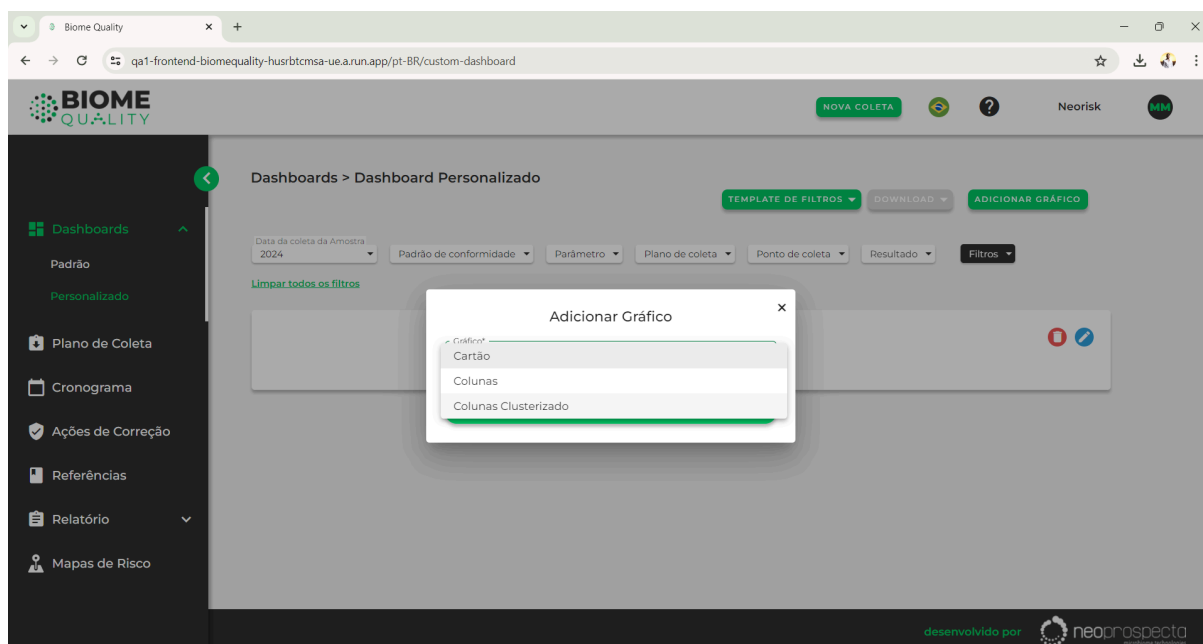 Biome Quality
qa1-frontend-biomequality-husrbtcmsa-ue.a.run.app/pt-BR/custom-dashboard
BIOME
QUALITY
NOVA COLETA
?
Neorisk
MM
Dashboards > Dashboard Personalizado
TEMPLATE DE FILTROS
DOWNLOAD
ADICIONAR GRÁFICO
Dashboards
Padrão
Personalizado
Plano de Coleta
Cronograma
Ações de Correção
Referências
Relatório
Mapas de Risco
Data da coleta da Amostra
2024
Padrão de conformidade
Parâmetro
Plano de coleta
Ponto de coleta
Resultado
Filtros
Limpar todos os filtros
Adicionar Gráfico
Gráfico*
Cartão
Colunas
Colunas Clusterizado
desenvolvido por
neoprospecta